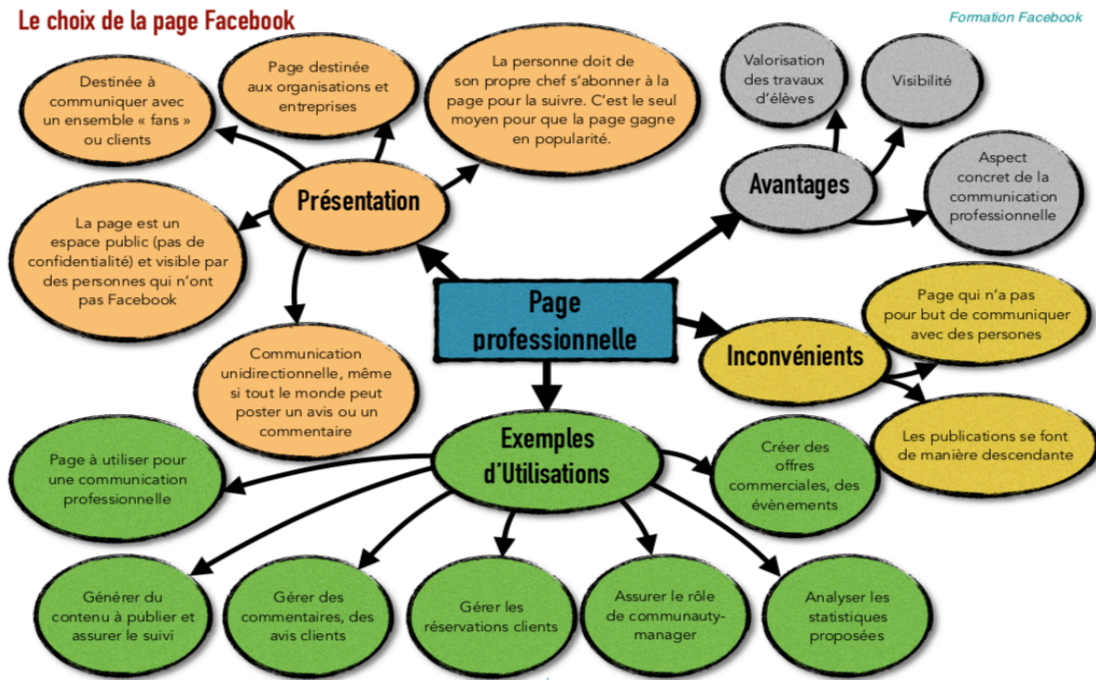 Le choix de la page Facebook
Formation Facebook
Destinée à
communiquer avec
un ensemble « fans »
ou clients
Page destinée
aux organisations et
entreprises
La personne doit de
son propre chef s'abonner à la
page pour la suivre. C'est le seul
moyen pour que la page gagne
en popularité.
Présentation
La page est un
espace public (pas de
confidentialité) et visible par
des personnes qui n'ont
pas Facebook
Communication
unidirectionnelle, même
si tout le monde peut
poster un avis ou un
commentaire
Valorisation
des travaux
d'élèves
Visibilité
Avantages
Aspect
concret de la
communication
professionnelle
Page
professionnelle
Inconvénients
Page qui n'a pas
pour but de communiquer
avec des persones
Les publications se font
de manière descendante
Exemples
d'Utilisations
Page à utiliser pour
une communication
professionnelle
Créer des
offres
commerciales, des
évènements
Générer du
contenu à publier et
assurer le suivi
Gérer des
commentaires, des
avis clients
Gérer les
réservations clients
Assurer le rôle
de communauty-
manager
Analyser les
statistiques
proposées